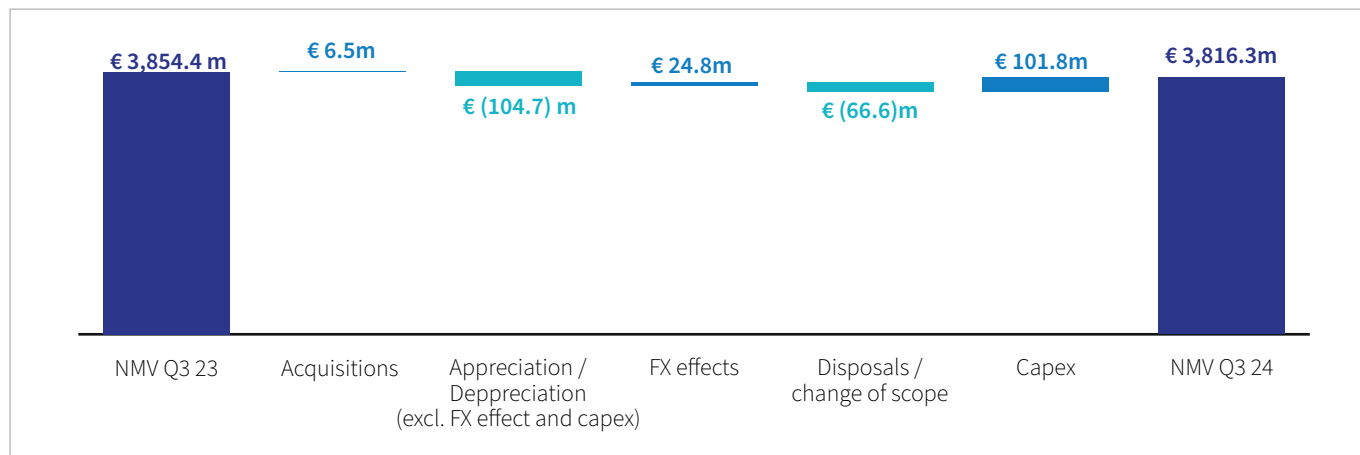 € 3,854.4 m
€ 6.5m
€ (104.7) m
€ 24.8m
€ (66.6)m
€ 101.8m
€ 3,816.3m
NMV Q3 23
Acquisitions
Appreciation /
Deppreciation
(excl. FX effect and capex)
FX effects
Disposals /
change of scope
Capex
NMV Q3 24